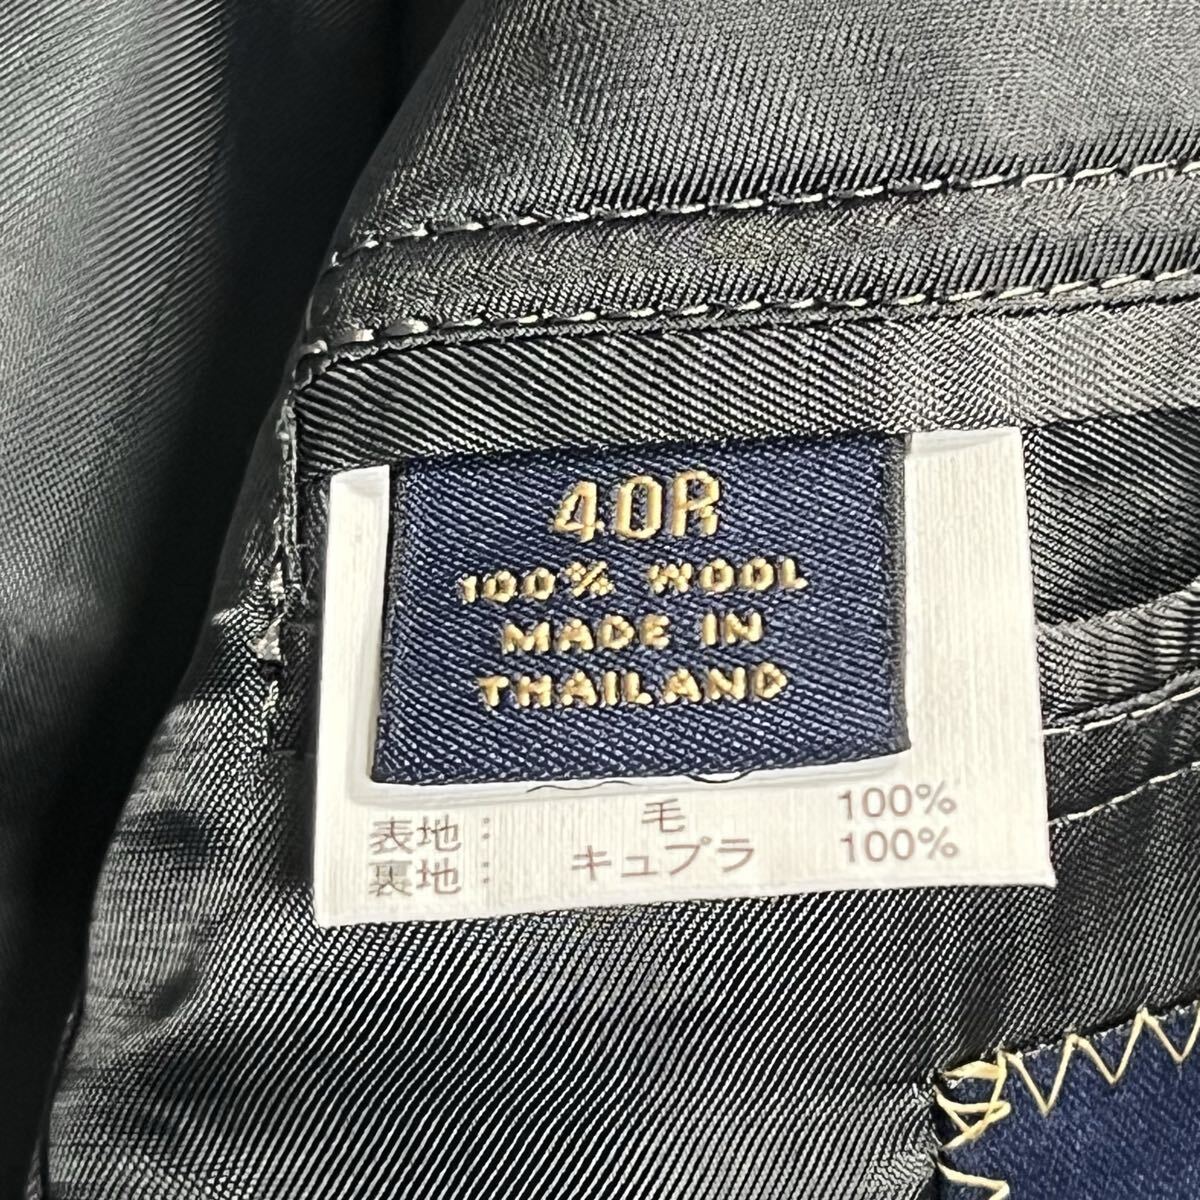 40R
100% WOOL
MADE IN
THAILAND
表地： 毛 100%
裏地： キュプラ 100%